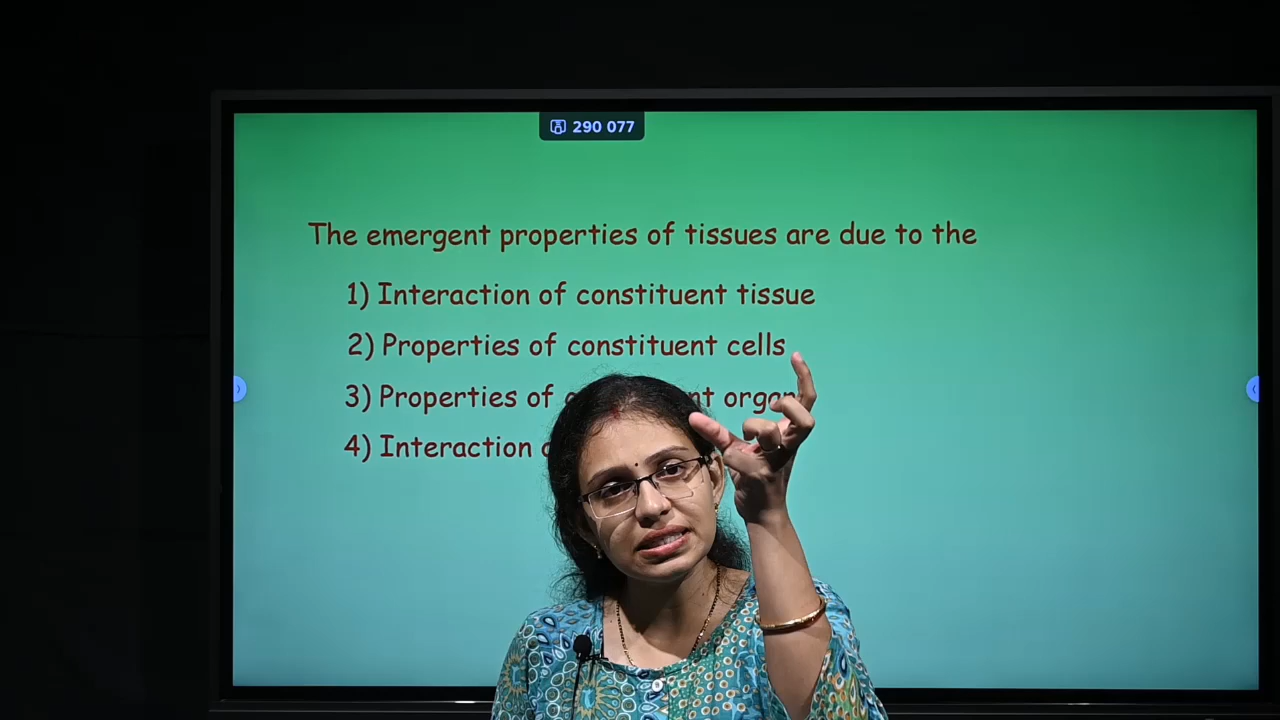 290 077
The emergent properties of tissues are due to the
1) Interaction of constituent tissue
2) Properties of constituent cells
3) Properties of
4) Interaction